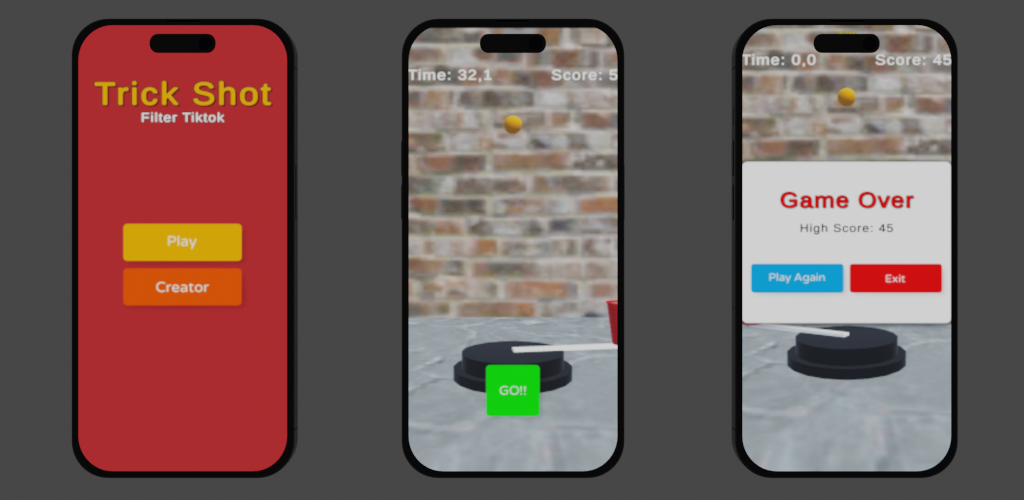 Trick Shot
Filter Tiktok
Play
Creator
Time: 32,1 Score: 5
GO!!
Time: 0,0 Score: 45
Game Over
High Score: 45
Play Again Exit